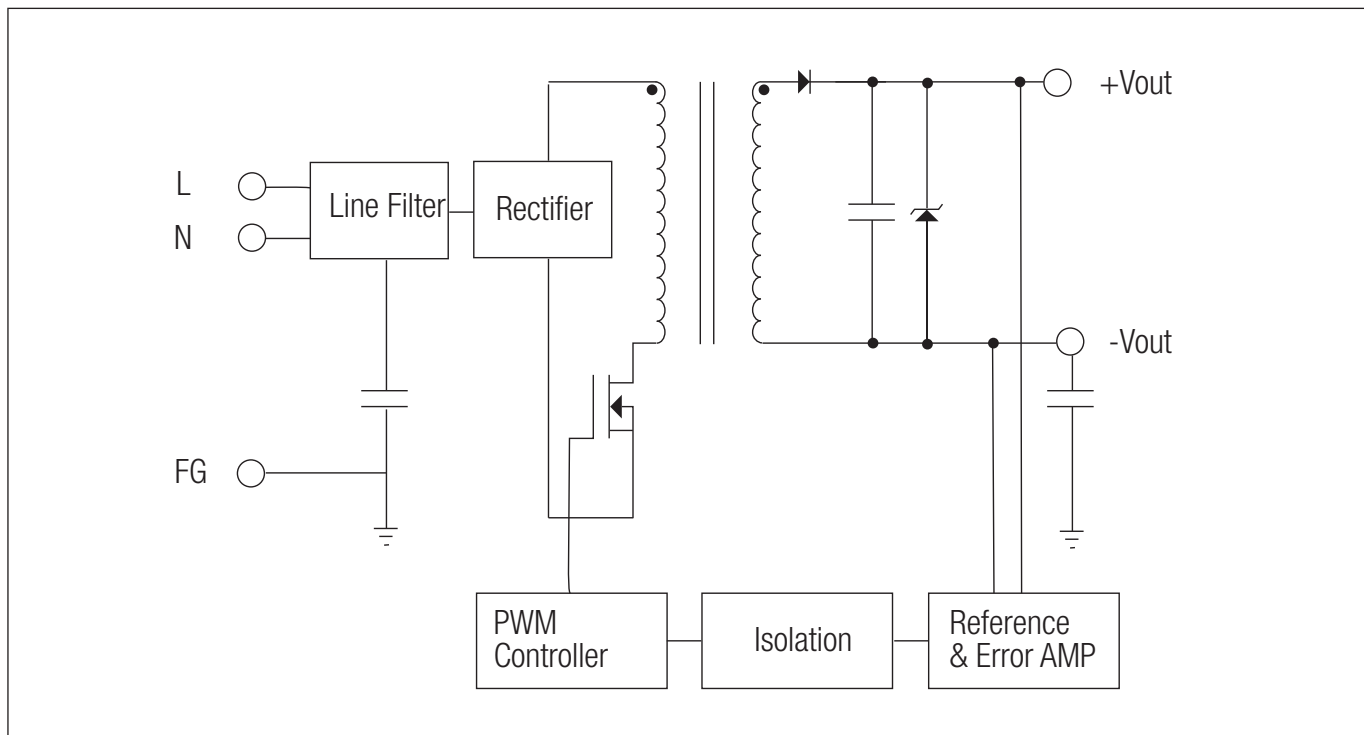 +Vout
L
Line Filter
Rectifier
N
-Vout
FG
PWM
Controller
Isolation
Reference
& Error AMP